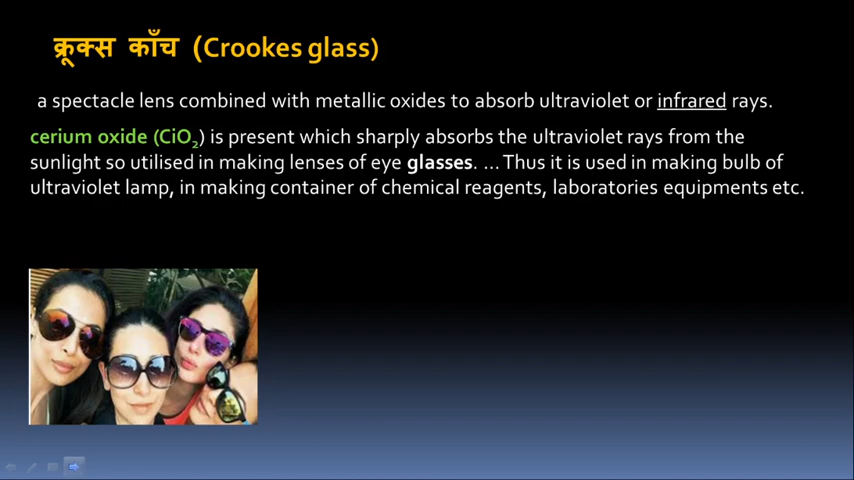 क्रूक्स काँच (Crookes glass)
a spectacle lens combined with metallic oxides to absorb ultraviolet or infrared rays.
cerium oxide (CiO₂) is present which sharply absorbs the ultraviolet rays from the
sunlight so utilised in making lenses of eye glasses. ... Thus it is used in making bulb of
ultraviolet lamp, in making container of chemical reagents, laboratories equipments etc.